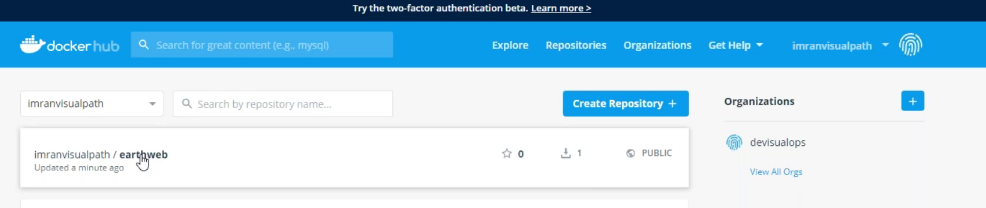 Try the two-factor authentication beta. Learn more >
dockerhub
Search for great content (e.g., mysql)
Explore
Repositories
Organizations
Get Help
imranvisualpath
imranvisualpath
Search by repository name...
Create Repository +
Organizations
+
imranvisualpath / earthweb
Updated a minute ago
0
1
PUBLIC
devisualops
View All Orgs